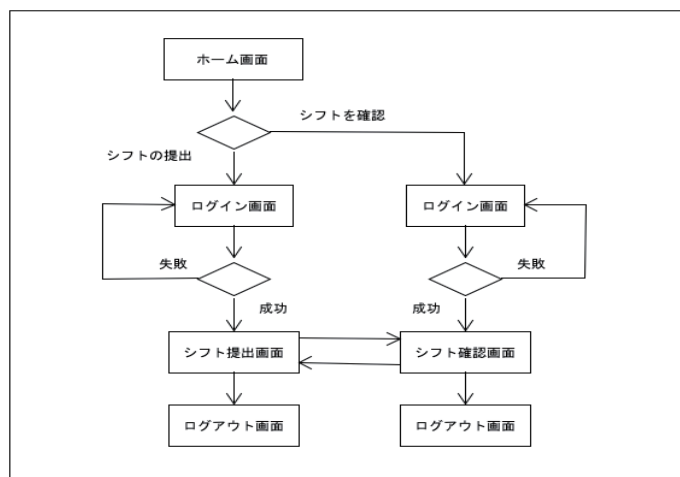 ホーム画面
シフトを確認
シフトの提出
ログイン画面
ログイン画面
失敗
失敗
成功
成功
シフト提出画面
シフト確認画面
ログアウト画面
ログアウト画面